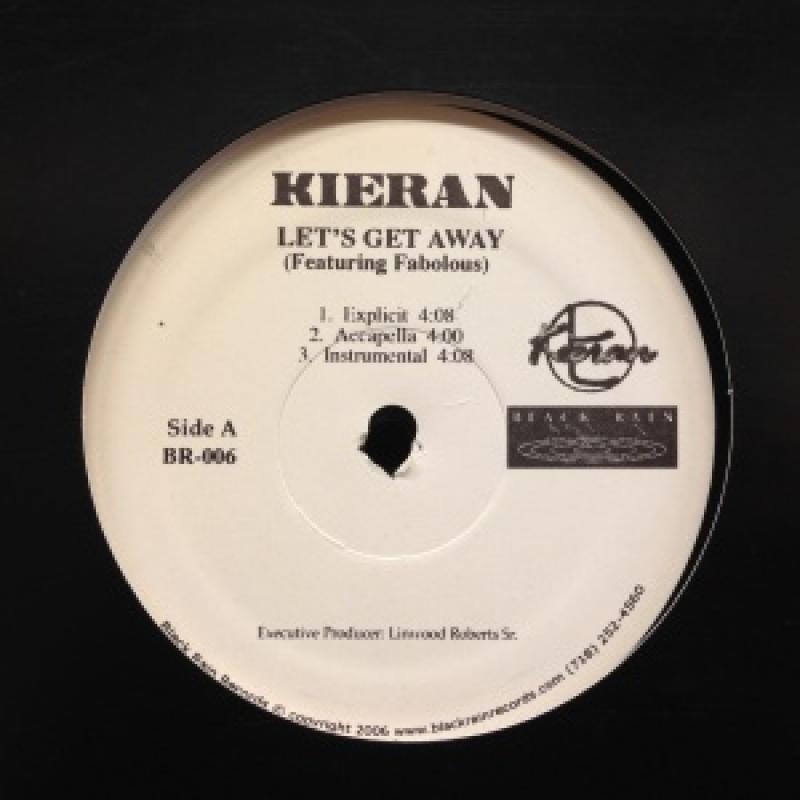 KIERAN
LET'S GET AWAY
(Featuring Fabolous)
1. Explicit 4:08
2. Accapella 4:00
3. Instrumental 4:08
Kieran
BLACK RAIN
Side A
BR-006
Executive Producer: Linwood Roberts Sr.
Black Rain Records © copyright 2006 www.blackrainrecords.com (718) 252-4560